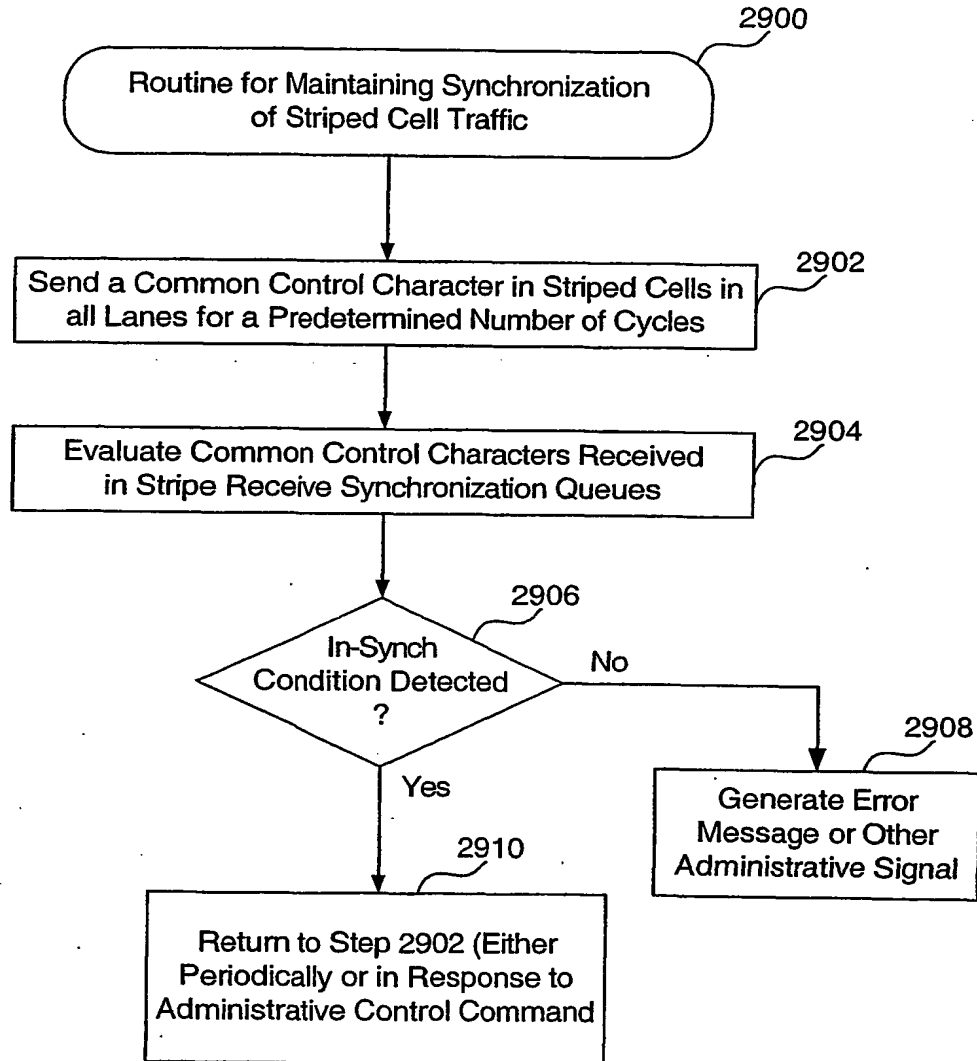 2900
Routine for Maintaining Synchronization
of Striped Cell Traffic
2902
Send a Common Control Character in Striped Cells in
all Lanes for a Predetermined Number of Cycles
2904
Evaluate Common Control Characters Received
in Stripe Receive Synchronization Queues
2906
In-Synch
Condition Detected
?
No
Yes
2908
Generate Error
Message or Other
Administrative Signal
2910
Return to Step 2902 (Either
Periodically or in Response to
Administrative Control Command